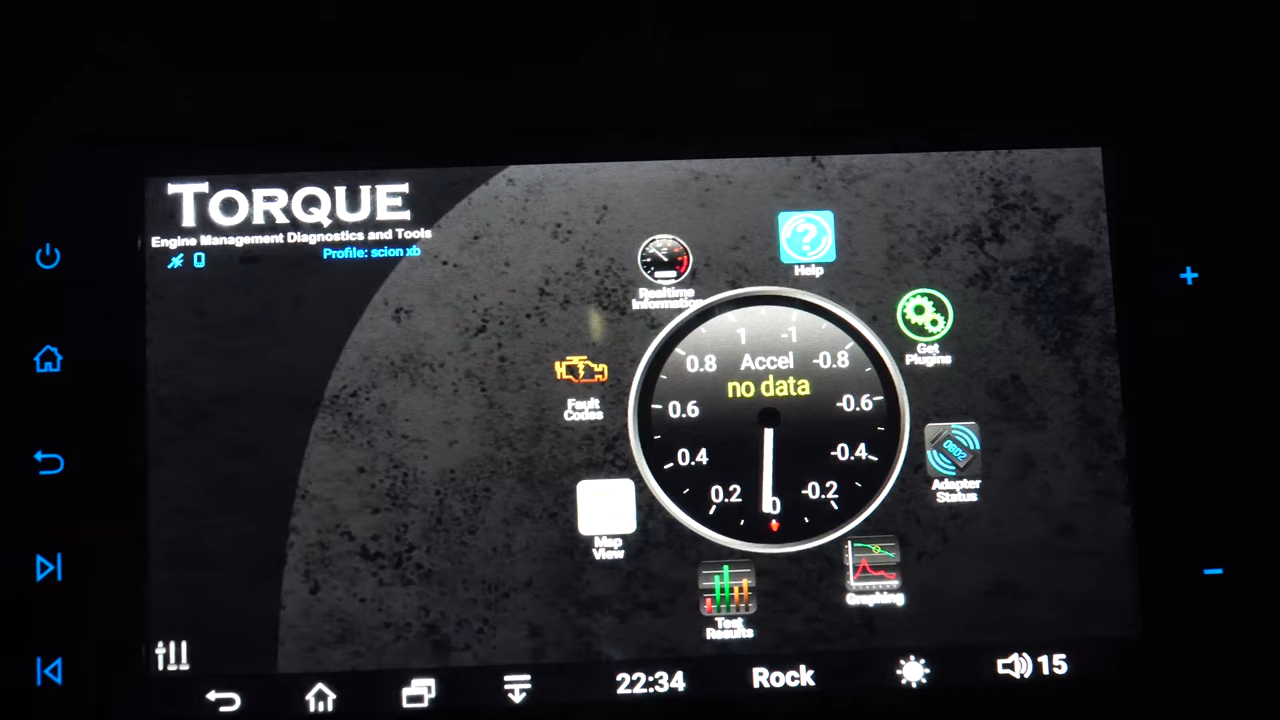 TORQUE
Engine Management Diagnostics and Tools
Profile: scion xb
Help
Realtime
Information
Get
Plugins
1
-1
0.8
Accel
-0.8
no data
Fault
Codes
0.6
-0.6
0.4
-0.4
OBD2
Adapter
Status
0.2
-0.2
0
Map
View
Graphing
Test
Results
22:34
Rock
15